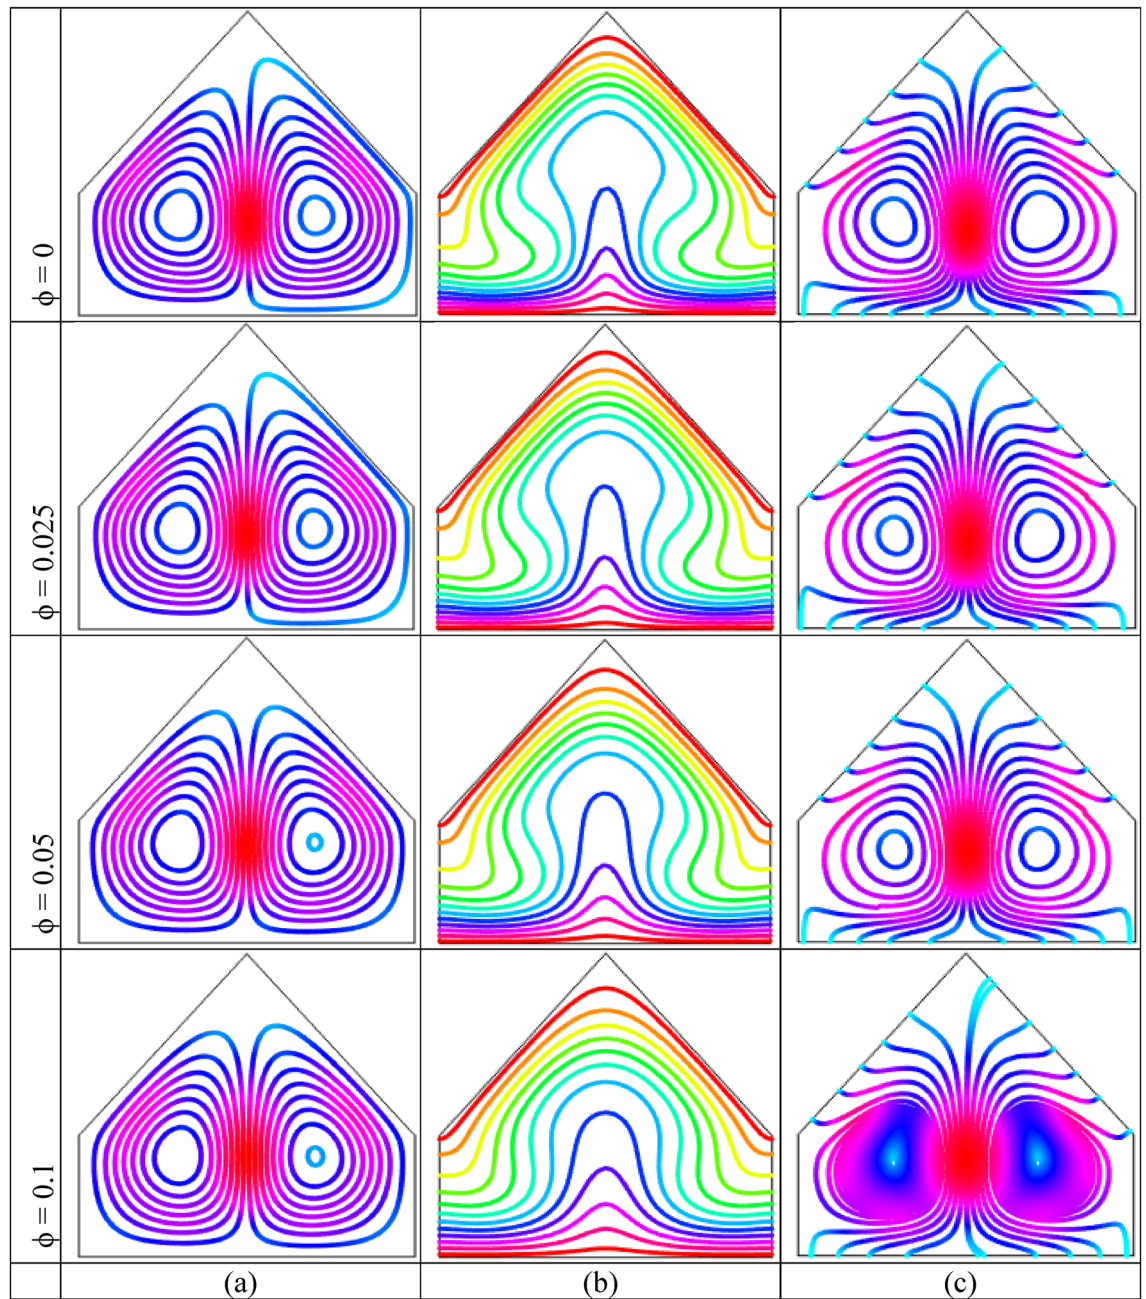 ϕ = 0
ϕ = 0.025
ϕ = 0.05
ϕ = 0.1
(a) (b) (c)